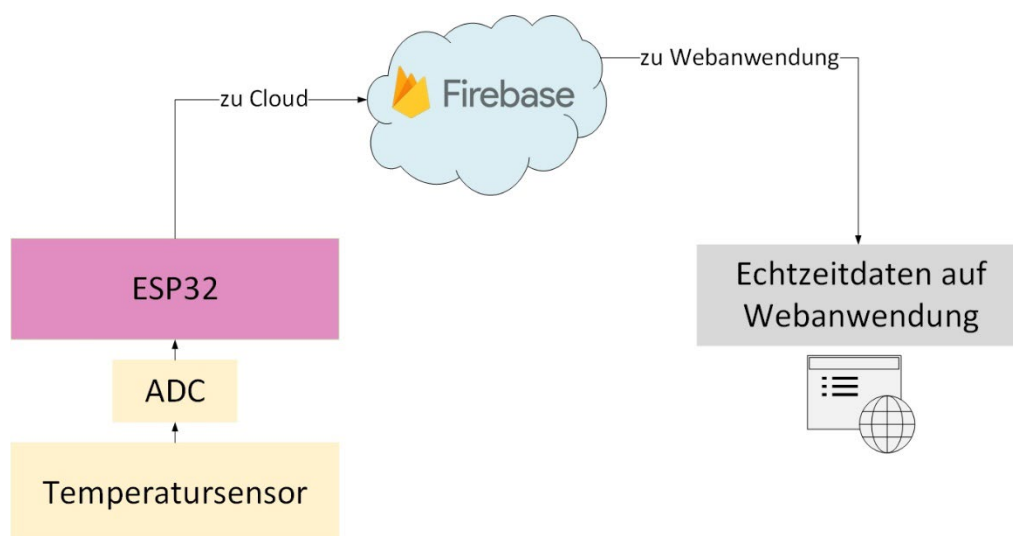 zu Cloud
Firebase
zu Webanwendung
ESP32
ADC
Temperatursensor
Echtzeitdaten auf
Webanwendung